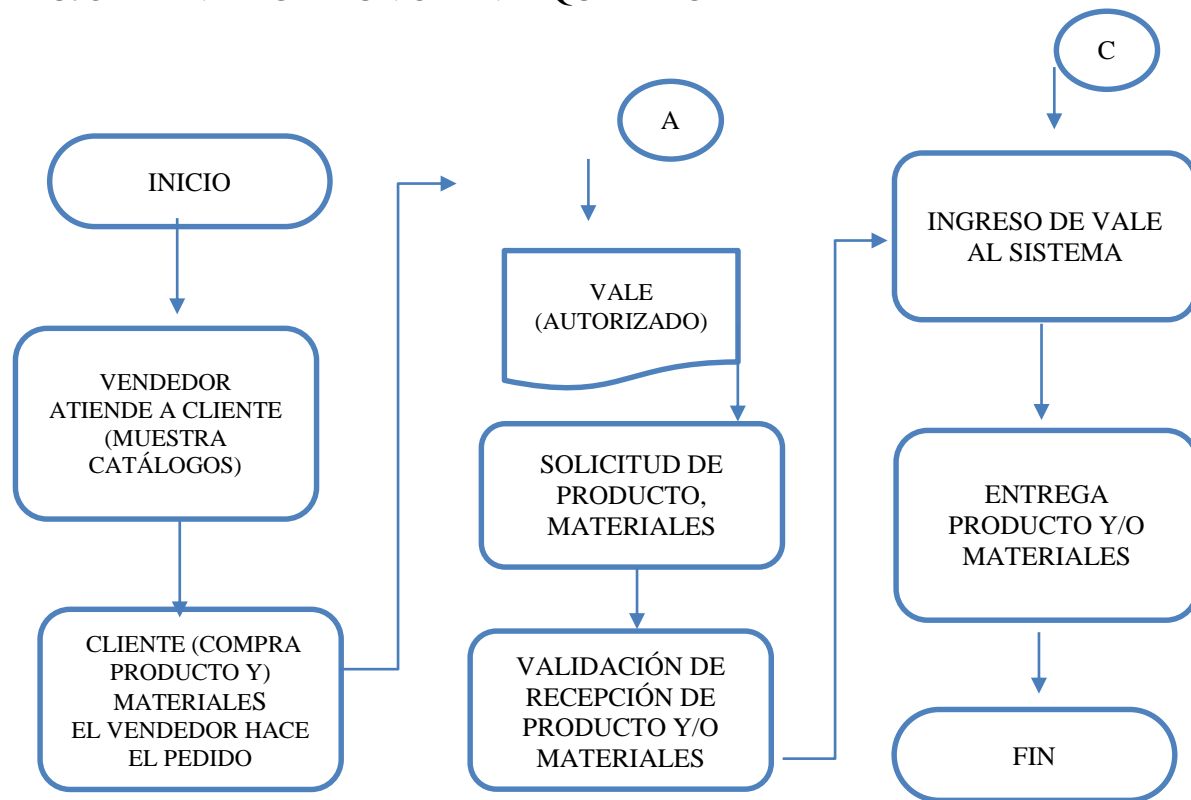 INICIO
VENDEDOR
ATIENDE A CLIENTE
(MUESTRA
CATÁLOGOS)
CLIENTE (COMPRA
PRODUCTO Y)
MATERIALES
EL VENDEDOR HACE
EL PEDIDO
A
VALE
(AUTORIZADO)
SOLICITUD DE
PRODUCTO,
MATERIALES
VALIDACIÓN DE
RECEPCIÓN DE
PRODUCTO Y/O
MATERIALES
C
INGRESO DE VALE
AL SISTEMA
ENTREGA
PRODUCTO Y/O
MATERIALES
FIN